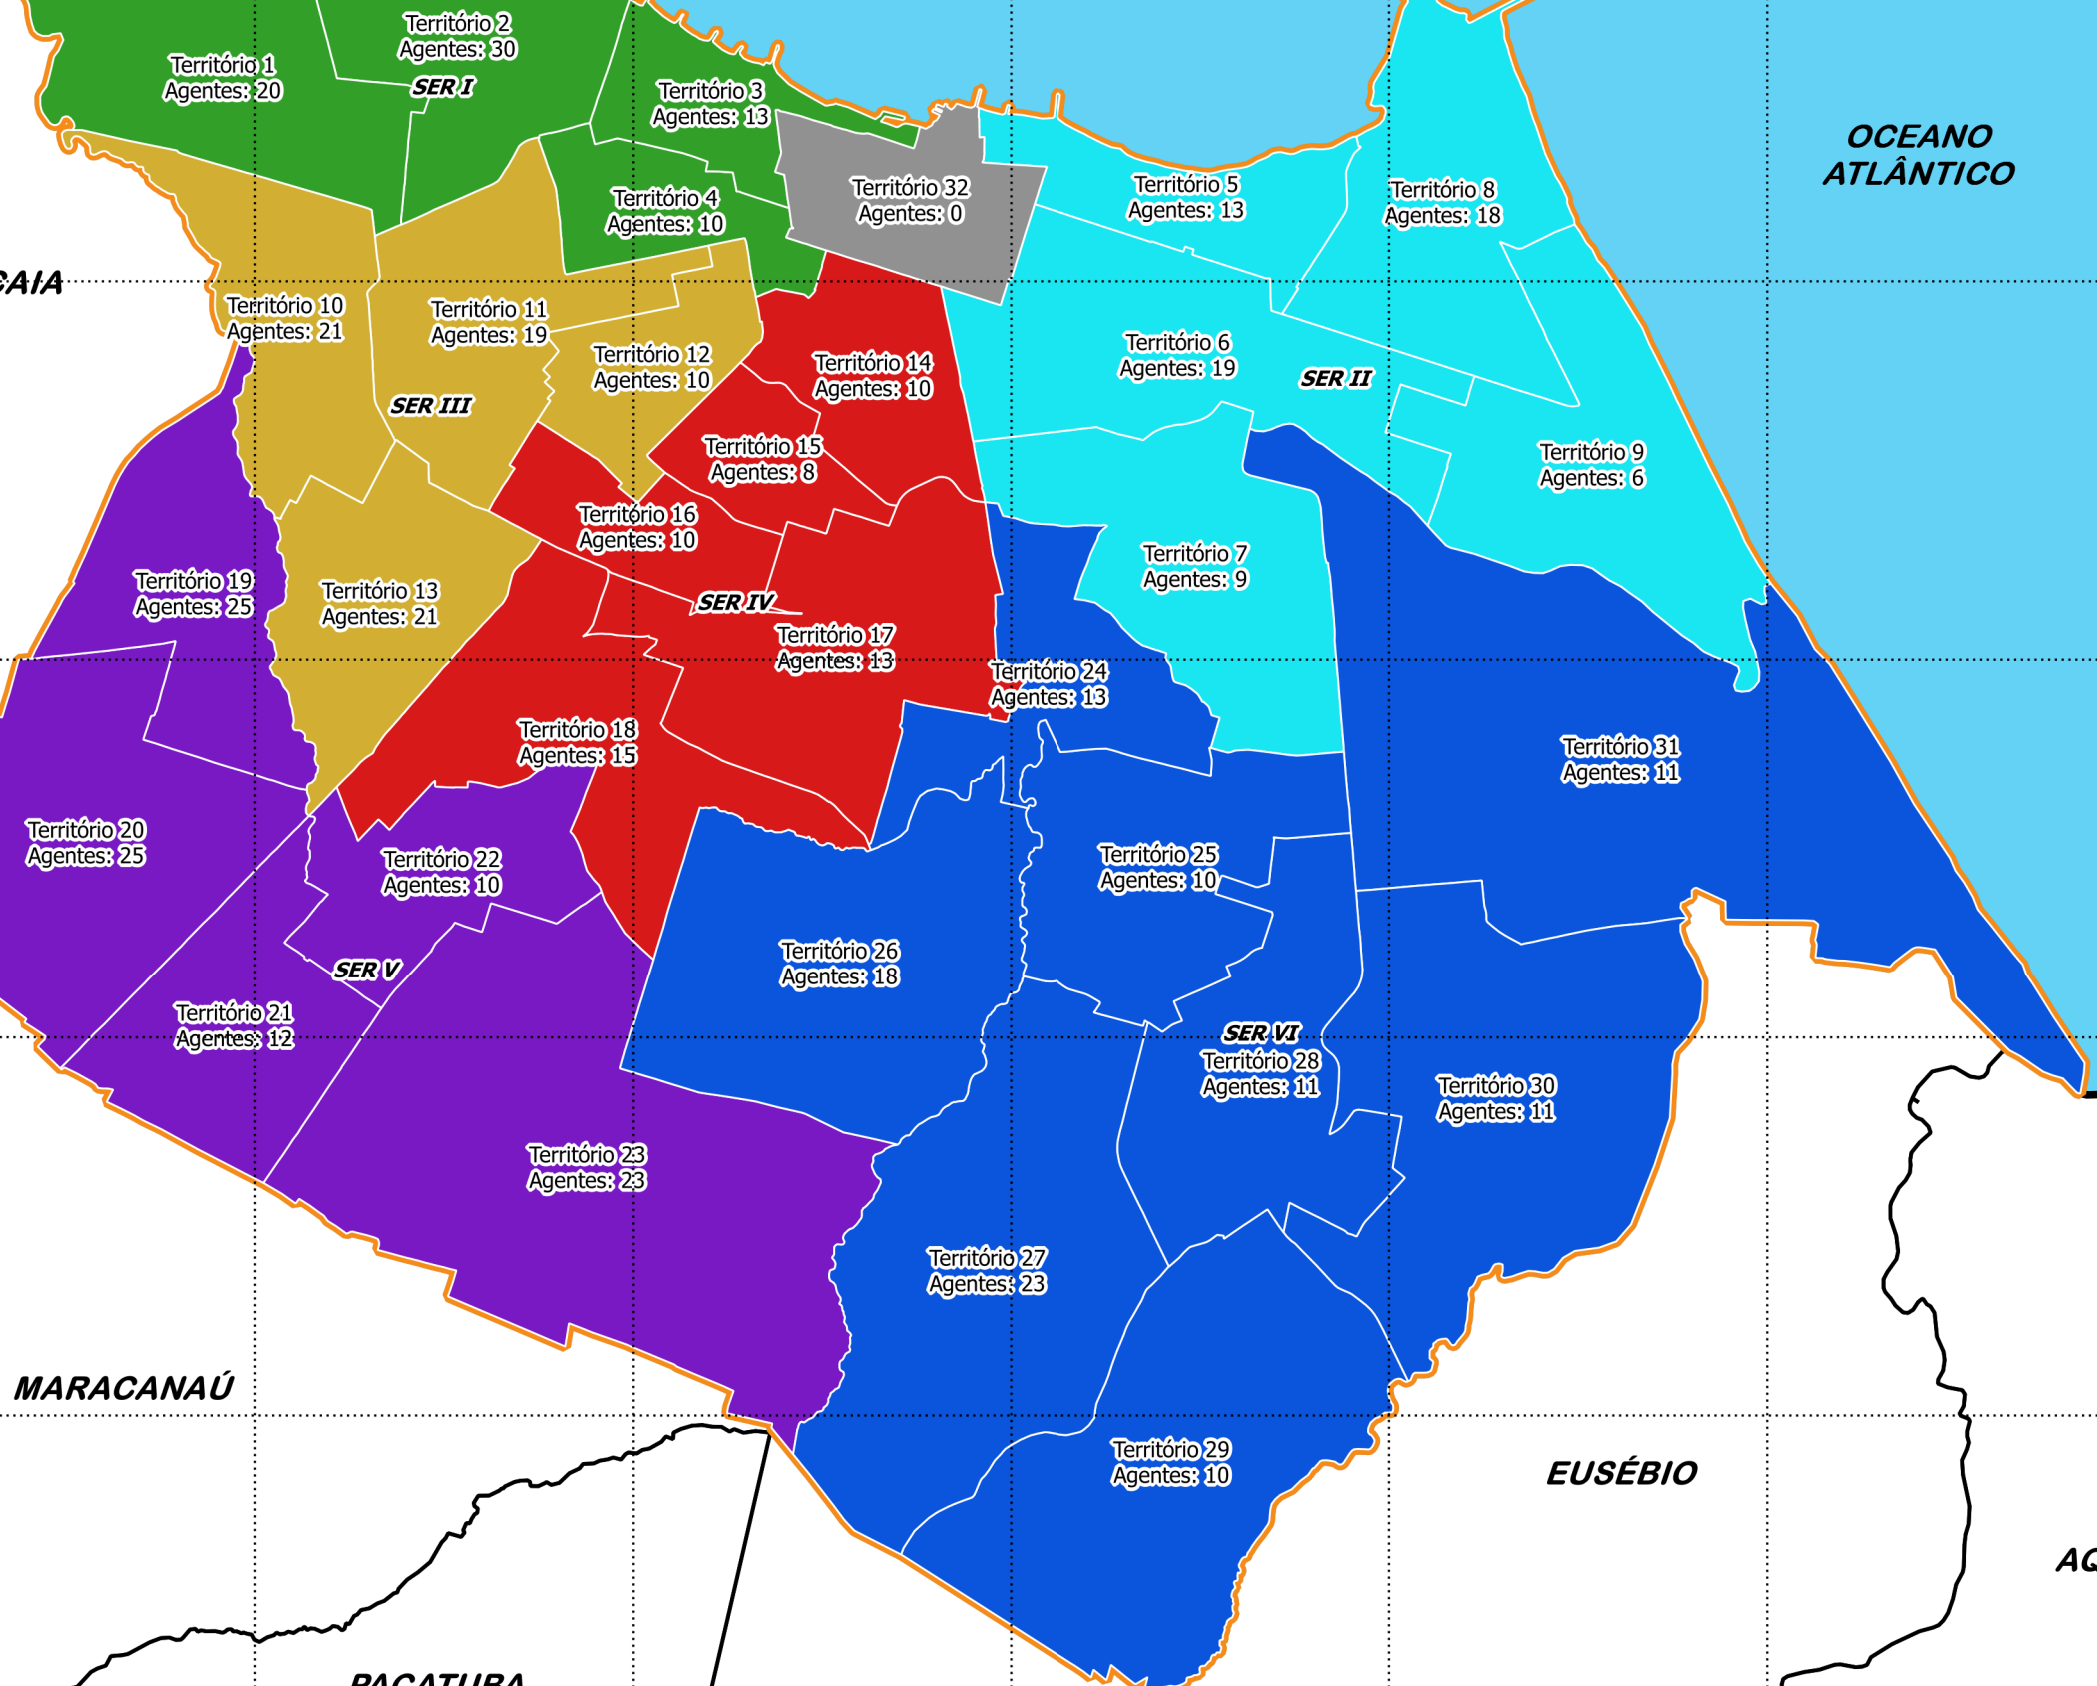 Território 2
Agentes: 30
Território 1
Agentes: 20
SER I
Território 3
Agentes: 13
OCEANO
ATLÂNTICO
Território 4
Agentes: 10
Território 32
Agentes: 0
Território 5
Agentes: 13
Território 8
Agentes: 18
CAIA
Território 10
Agentes: 21
Território 11
Agentes: 19
Território 12
Agentes: 10
Território 14
Agentes: 10
Território 6
Agentes: 19
SER II
SER III
Território 15
Agentes: 8
Território 9
Agentes: 6
Território 16
Agentes: 10
Território 7
Agentes: 9
Território 19
Agentes: 25
Território 13
Agentes: 21
SER IV
Território 17
Agentes: 13
Território 24
Agentes: 13
Território 18
Agentes: 15
Território 31
Agentes: 11
Território 20
Agentes: 25
Território 22
Agentes: 10
Território 25
Agentes: 10
Território 26
Agentes: 18
SER V
Território 21
Agentes: 12
SER VI
Território 28
Agentes: 11
Território 30
Agentes: 11
Território 23
Agentes: 23
Território 27
Agentes: 23
MARACANAÚ
Território 29
Agentes: 10
EUSÉBIO
AQ
PACATUBA